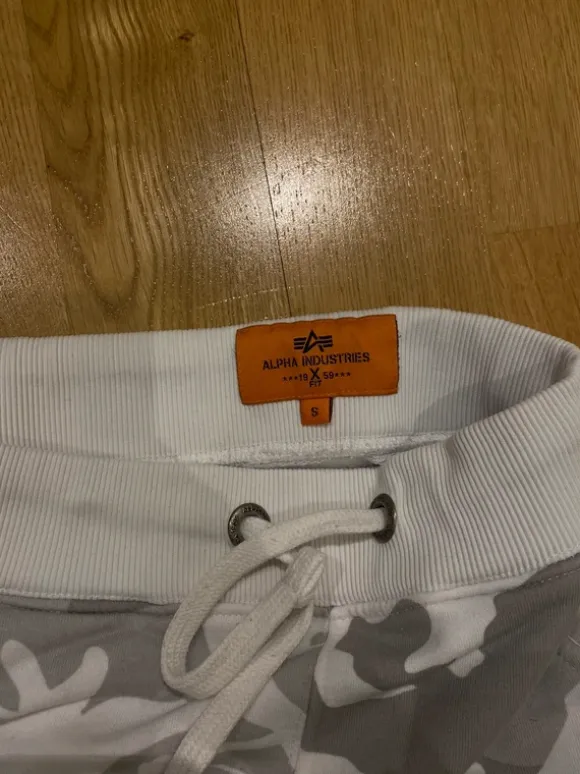 ALPHA INDUSTRIES
***19 X 59***
FIT
S